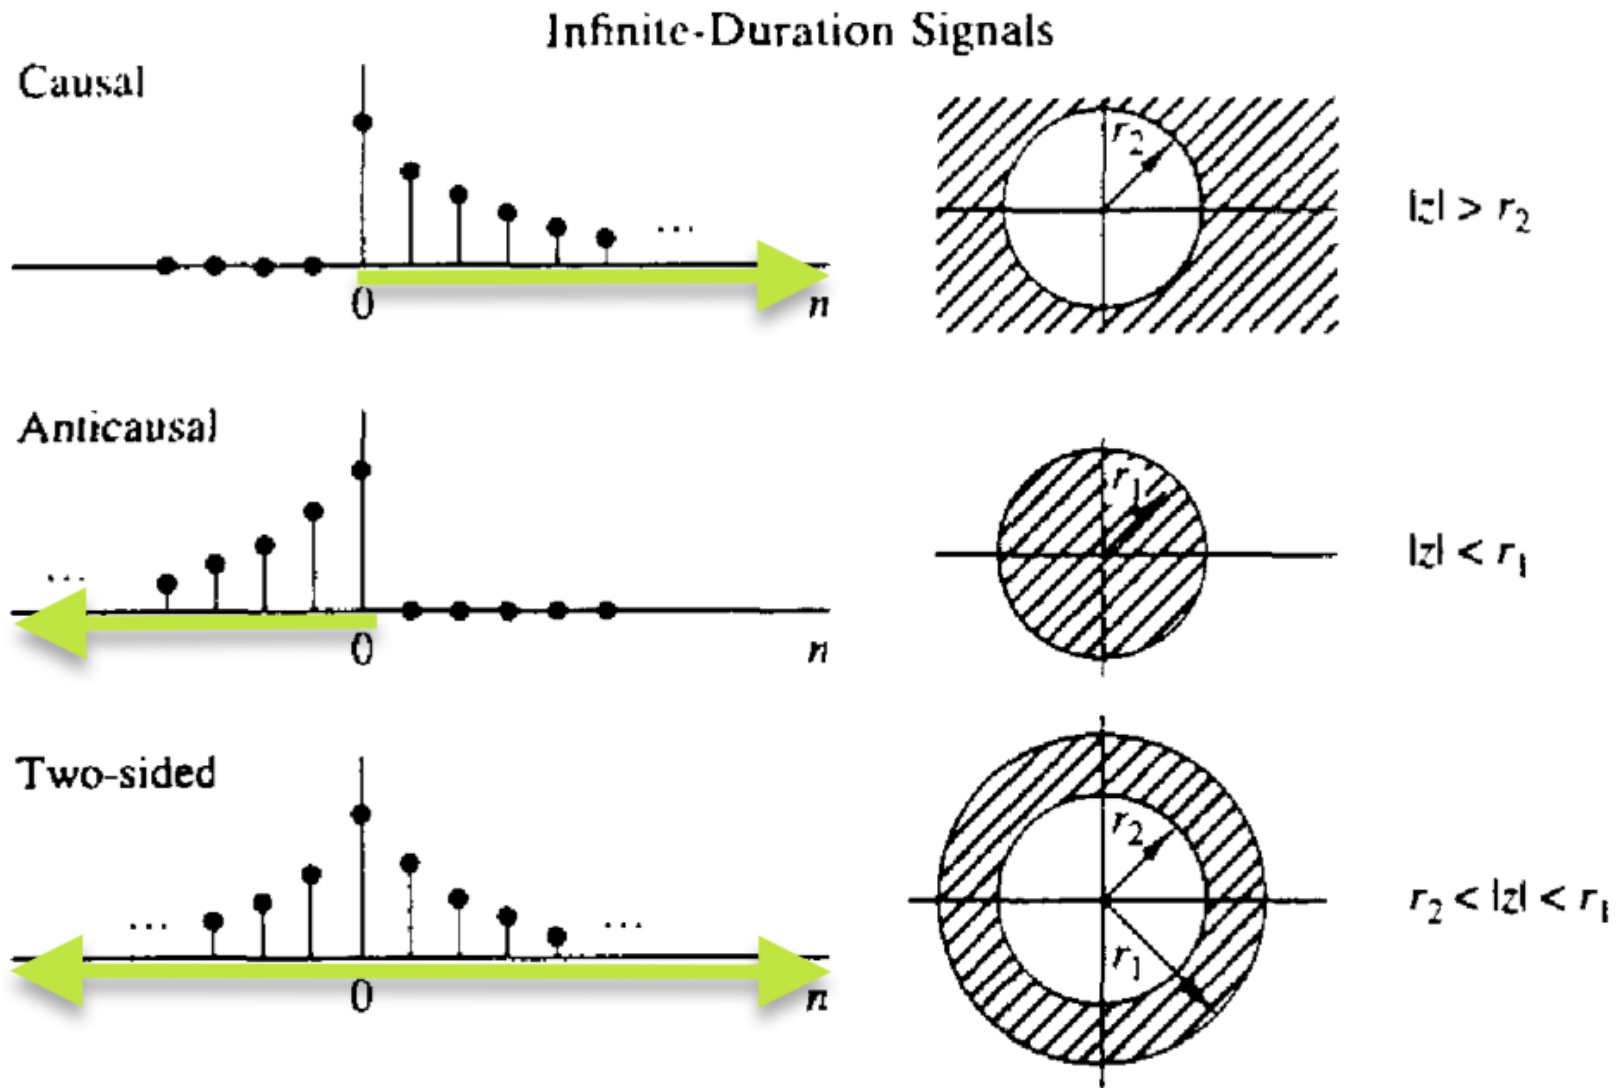 Infinite-Duration Signals
Causal
r2
|z| > r2
...
0
n
Anticausal
r1
|z| < r1
...
0
n
Two-sided
r2
... ...
r2 < |z| < r1
r1
0
n